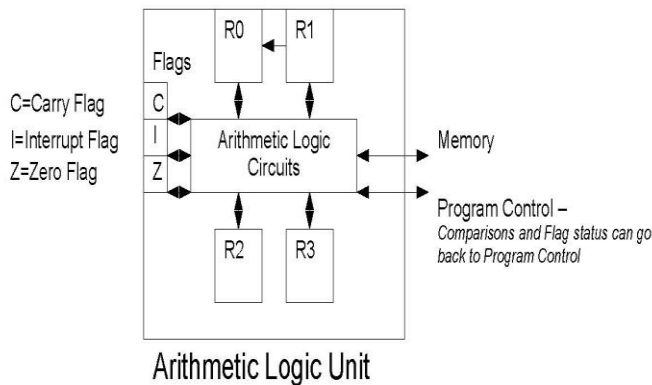 R0
R1
Flags
C=Carry Flag
C
I=Interrupt Flag
I
Z=Zero Flag
Z
Arithmetic Logic
Circuits
Memory
Program Control –
Comparisons and Flag status can go
back to Program Control
R2
R3
Arithmetic Logic Unit